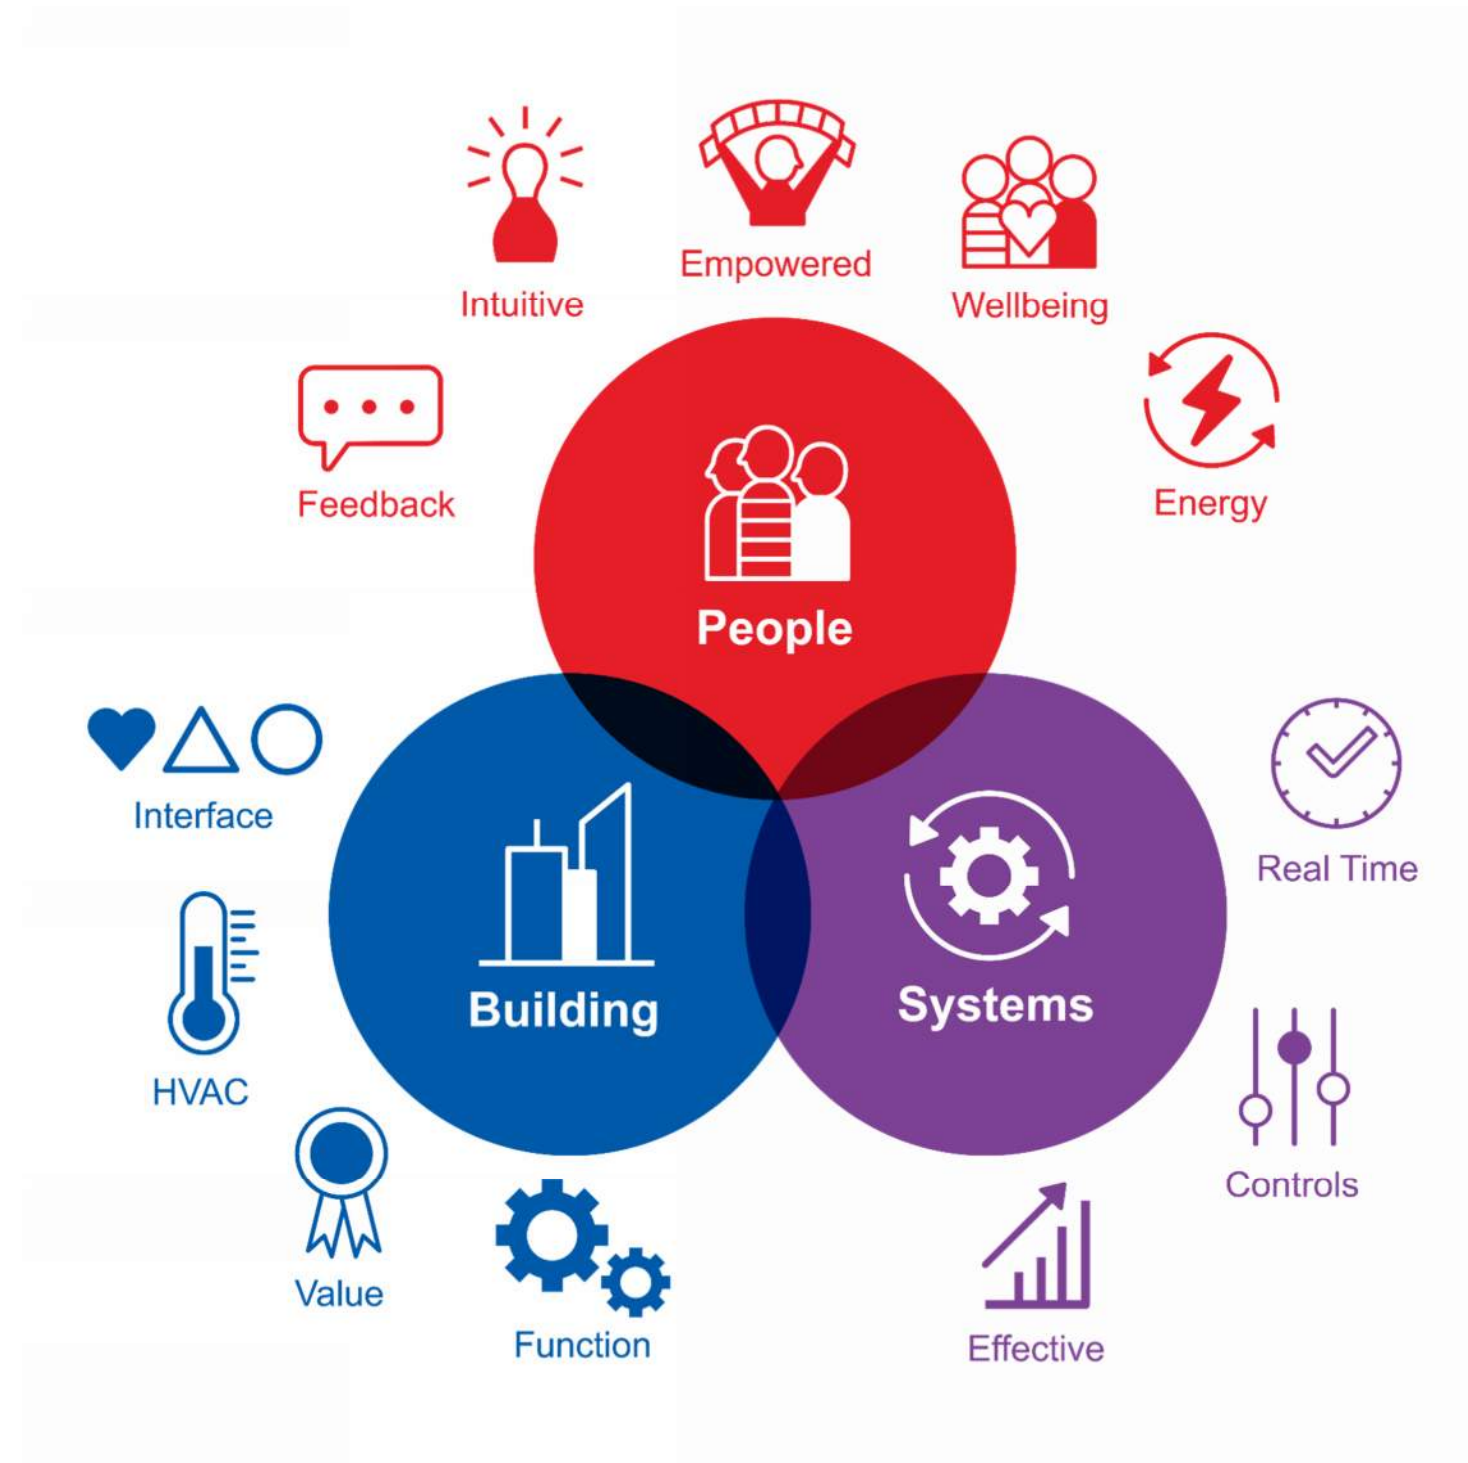 Empowered
Intuitive
Wellbeing
Feedback
Energy
People
Interface
Real Time
Building
Systems
HVAC
Controls
Value
Function
Effective